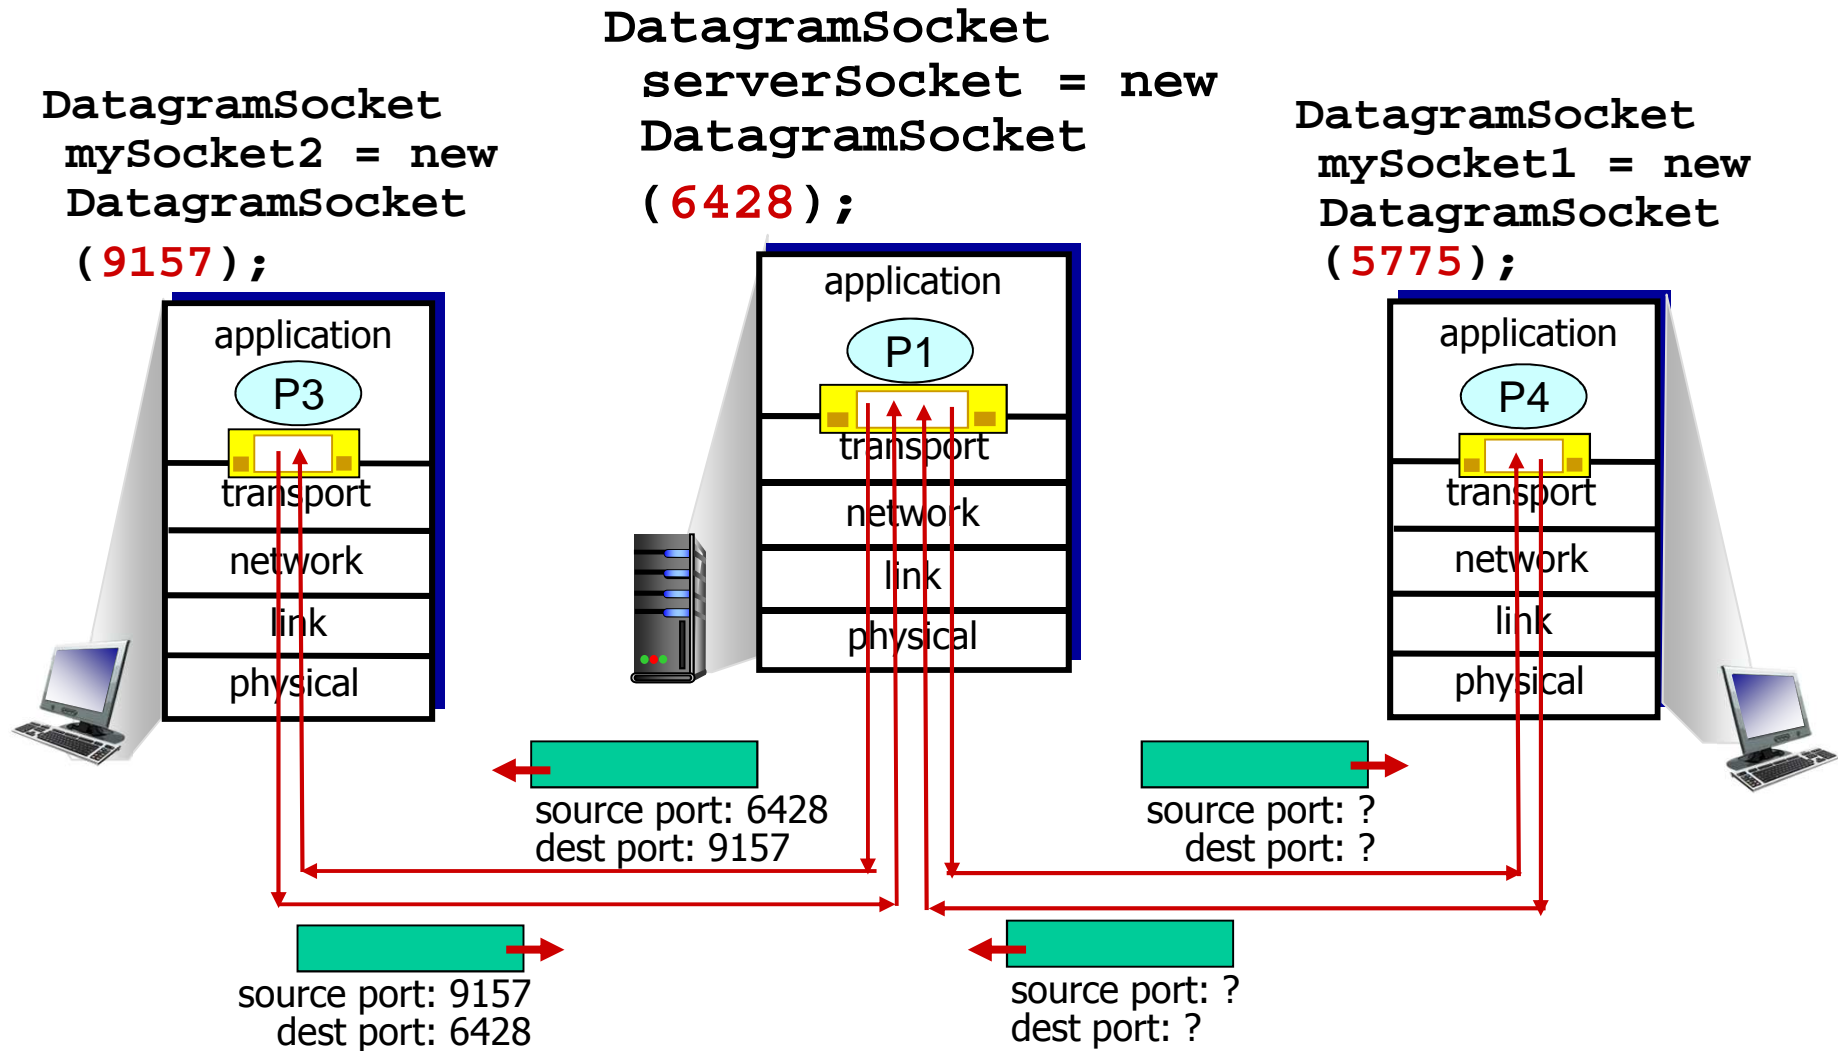 DatagramSocket
serverSocket = new
DatagramSocket
(6428);
DatagramSocket
mySocket2 = new
DatagramSocket
(9157);
DatagramSocket
mySocket1 = new
DatagramSocket
(5775);
application
P3
transport
network
link
physical
application
P1
transport
network
link
physical
application
P4
transport
network
link
physical
source port: 6428
dest port: 9157
source port: ?
dest port: ?
source port: 9157
dest port: 6428
source port: ?
dest port: ?